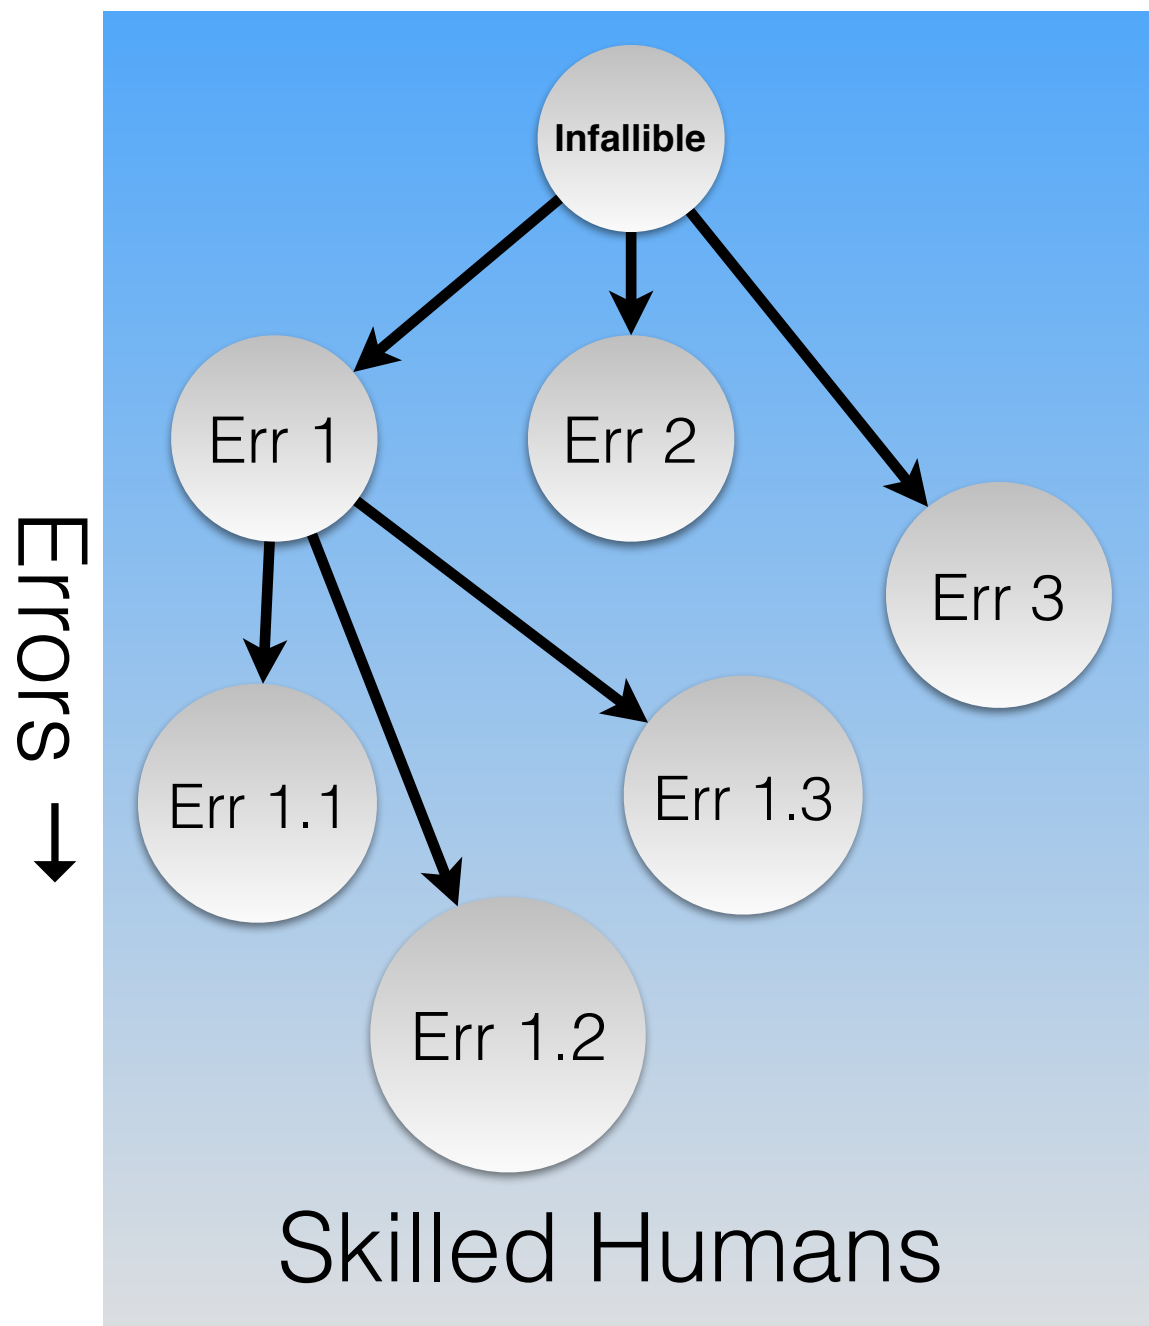 Infallible
Err 1
Err 2
Err 3
Errors →
Err 1.1
Err 1.3
Err 1.2
Skilled Humans